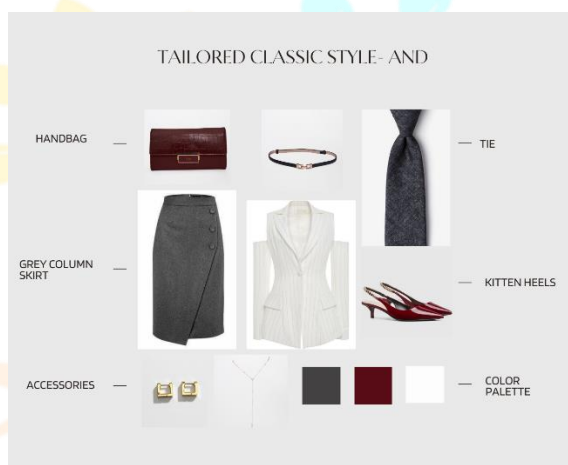 TAILORED CLASSIC STYLE- AND
HANDBAG
TIE
GREY COLUMN
SKIRT
KITTEN HEELS
ACCESSORIES
COLOR
PALETTE